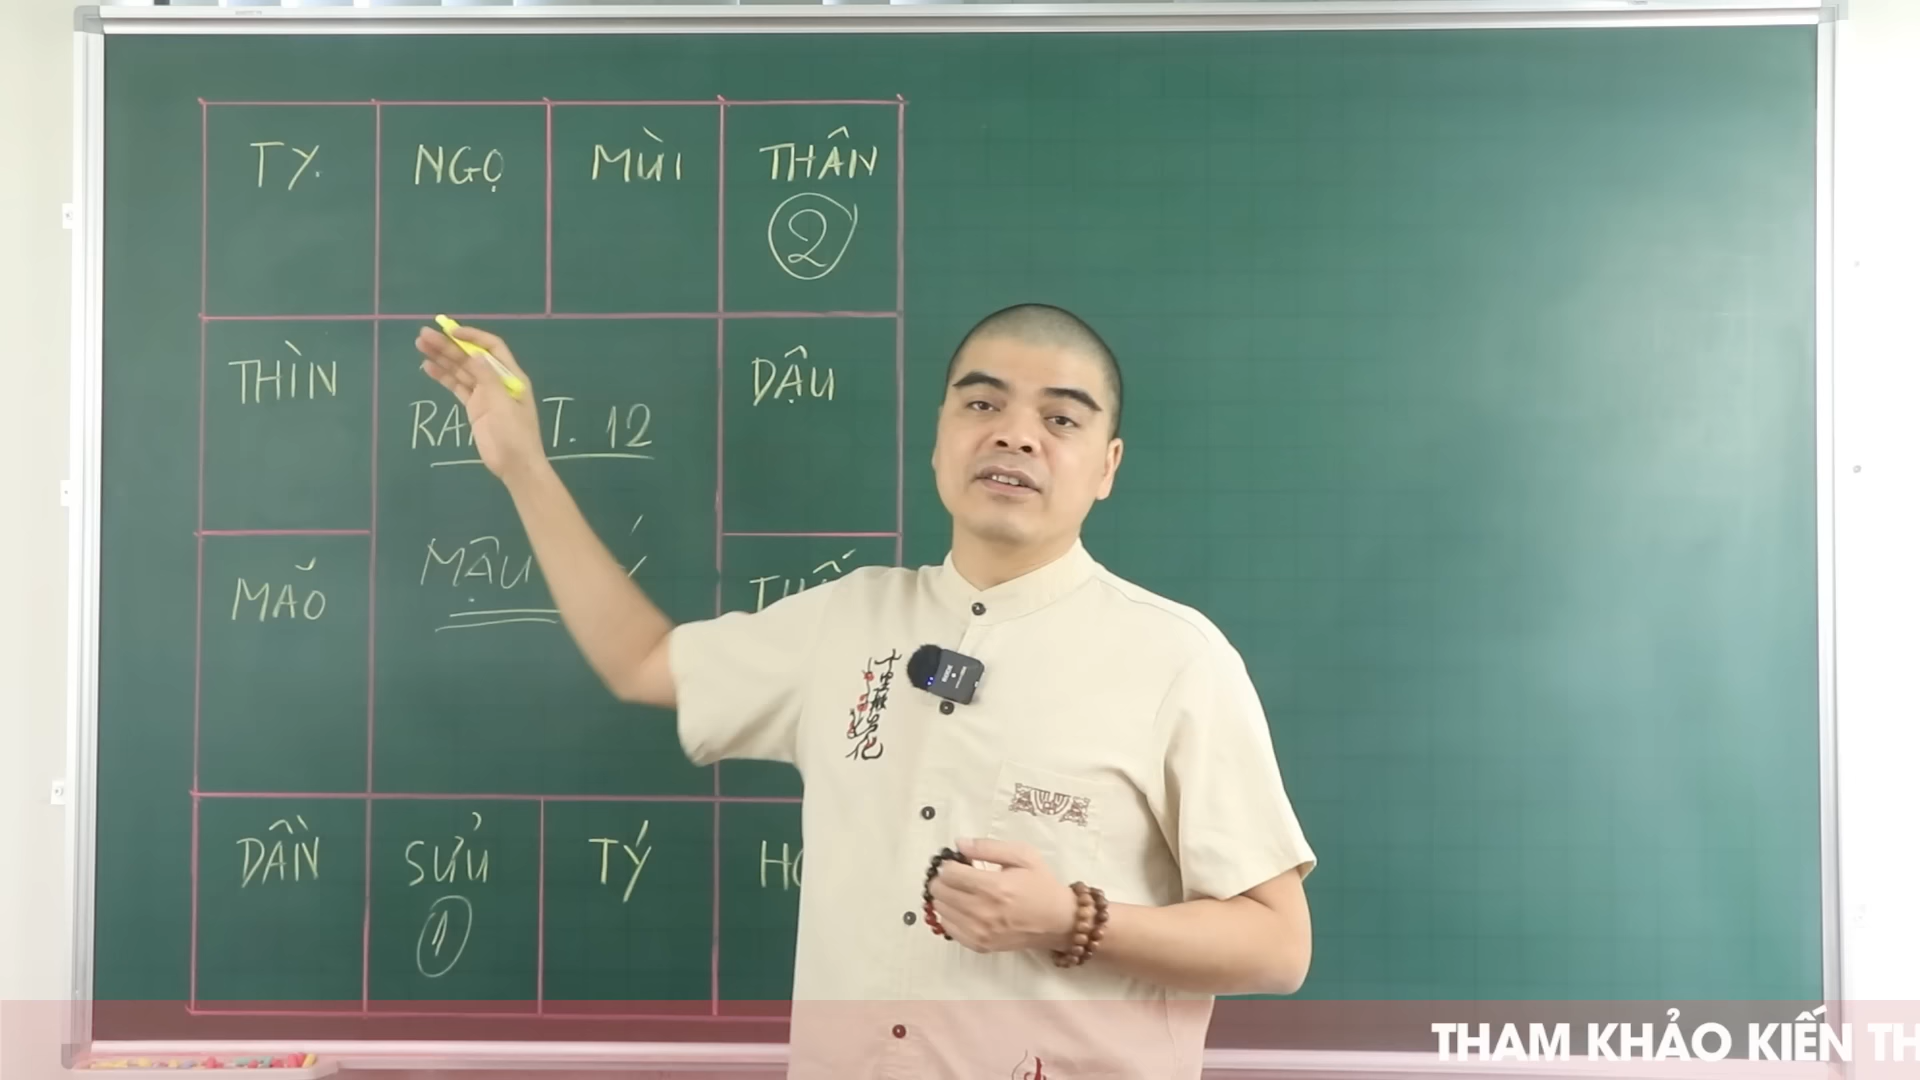 TỴ NGỌ MÙI THÂN
2
THÌN DẬU
T. 12
MẬU
MÃO
DẦN SỬU TÝ
1
THAM KHẢO KIẾN TH